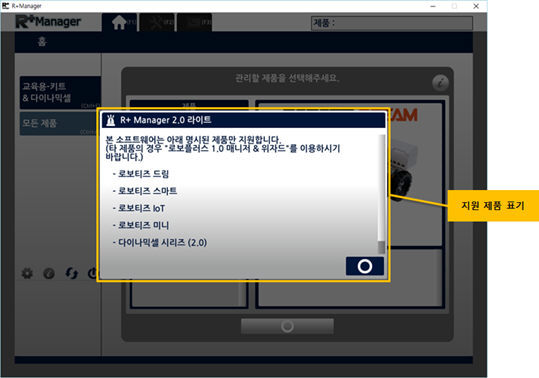 R+Manager
R+Manager
(F1)
(F2)
(F3)
제품 :
홈
교육용-키트
& 다이나믹셀
(Ctrl+
모든 제품
(Ctrl+
관리할 제품을 선택해주세요.
제품
R+ Manager 2.0 라이트
본 소프트웨어는 아래 명시된 제품만 지원합니다.
(타 제품의 경우 "로보플러스 1.0 매니저 & 위자드"를 이용하시기
바랍니다.)
- 로보티즈 드림
- 로보티즈 스마트
- 로보티즈 IoT
- 로보티즈 미니
- 다이나믹셀 시리즈 (2.0)
지원 제품 표기